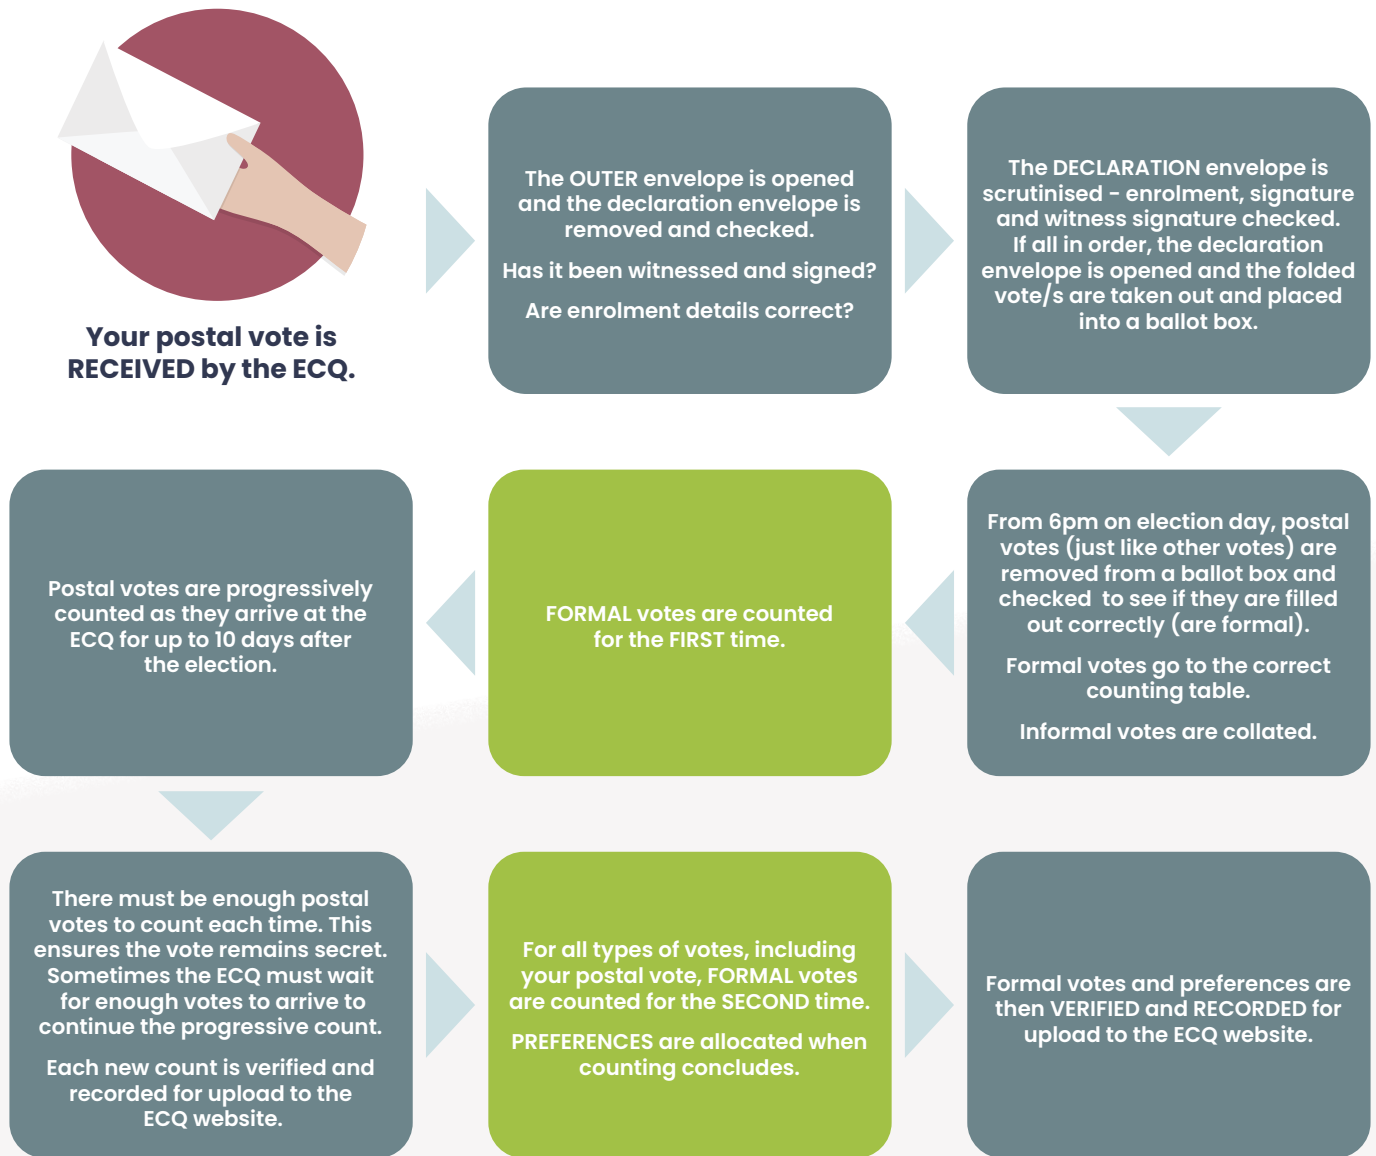 Your postal vote is
RECEIVED by the ECQ.
The OUTER envelope is opened
and the declaration envelope is
removed and checked.
Has it been witnessed and signed?
Are enrolment details correct?
The DECLARATION envelope is
scrutinised - enrolment, signature
and witness signature checked.
If all in order, the declaration
envelope is opened and the folded
vote/s are taken out and placed
into a ballot box.
From 6pm on election day, postal
votes (just like other votes) are
removed from a ballot box and
checked to see if they are filled
out correctly (are formal).
Formal votes go to the correct
counting table.
Informal votes are collated.
FORMAL votes are counted
for the FIRST time.
Postal votes are progressively
counted as they arrive at the
ECQ for up to 10 days after
the election.
There must be enough postal
votes to count each time. This
ensures the vote remains secret.
Sometimes the ECQ must wait
for enough votes to arrive to
continue the progressive count.
Each new count is verified and
recorded for upload to the
ECQ website.
For all types of votes, including
your postal vote, FORMAL votes
are counted for the SECOND time.
PREFERENCES are allocated when
counting concludes.
Formal votes and preferences are
then VERIFIED and RECORDED for
upload to the ECQ website.